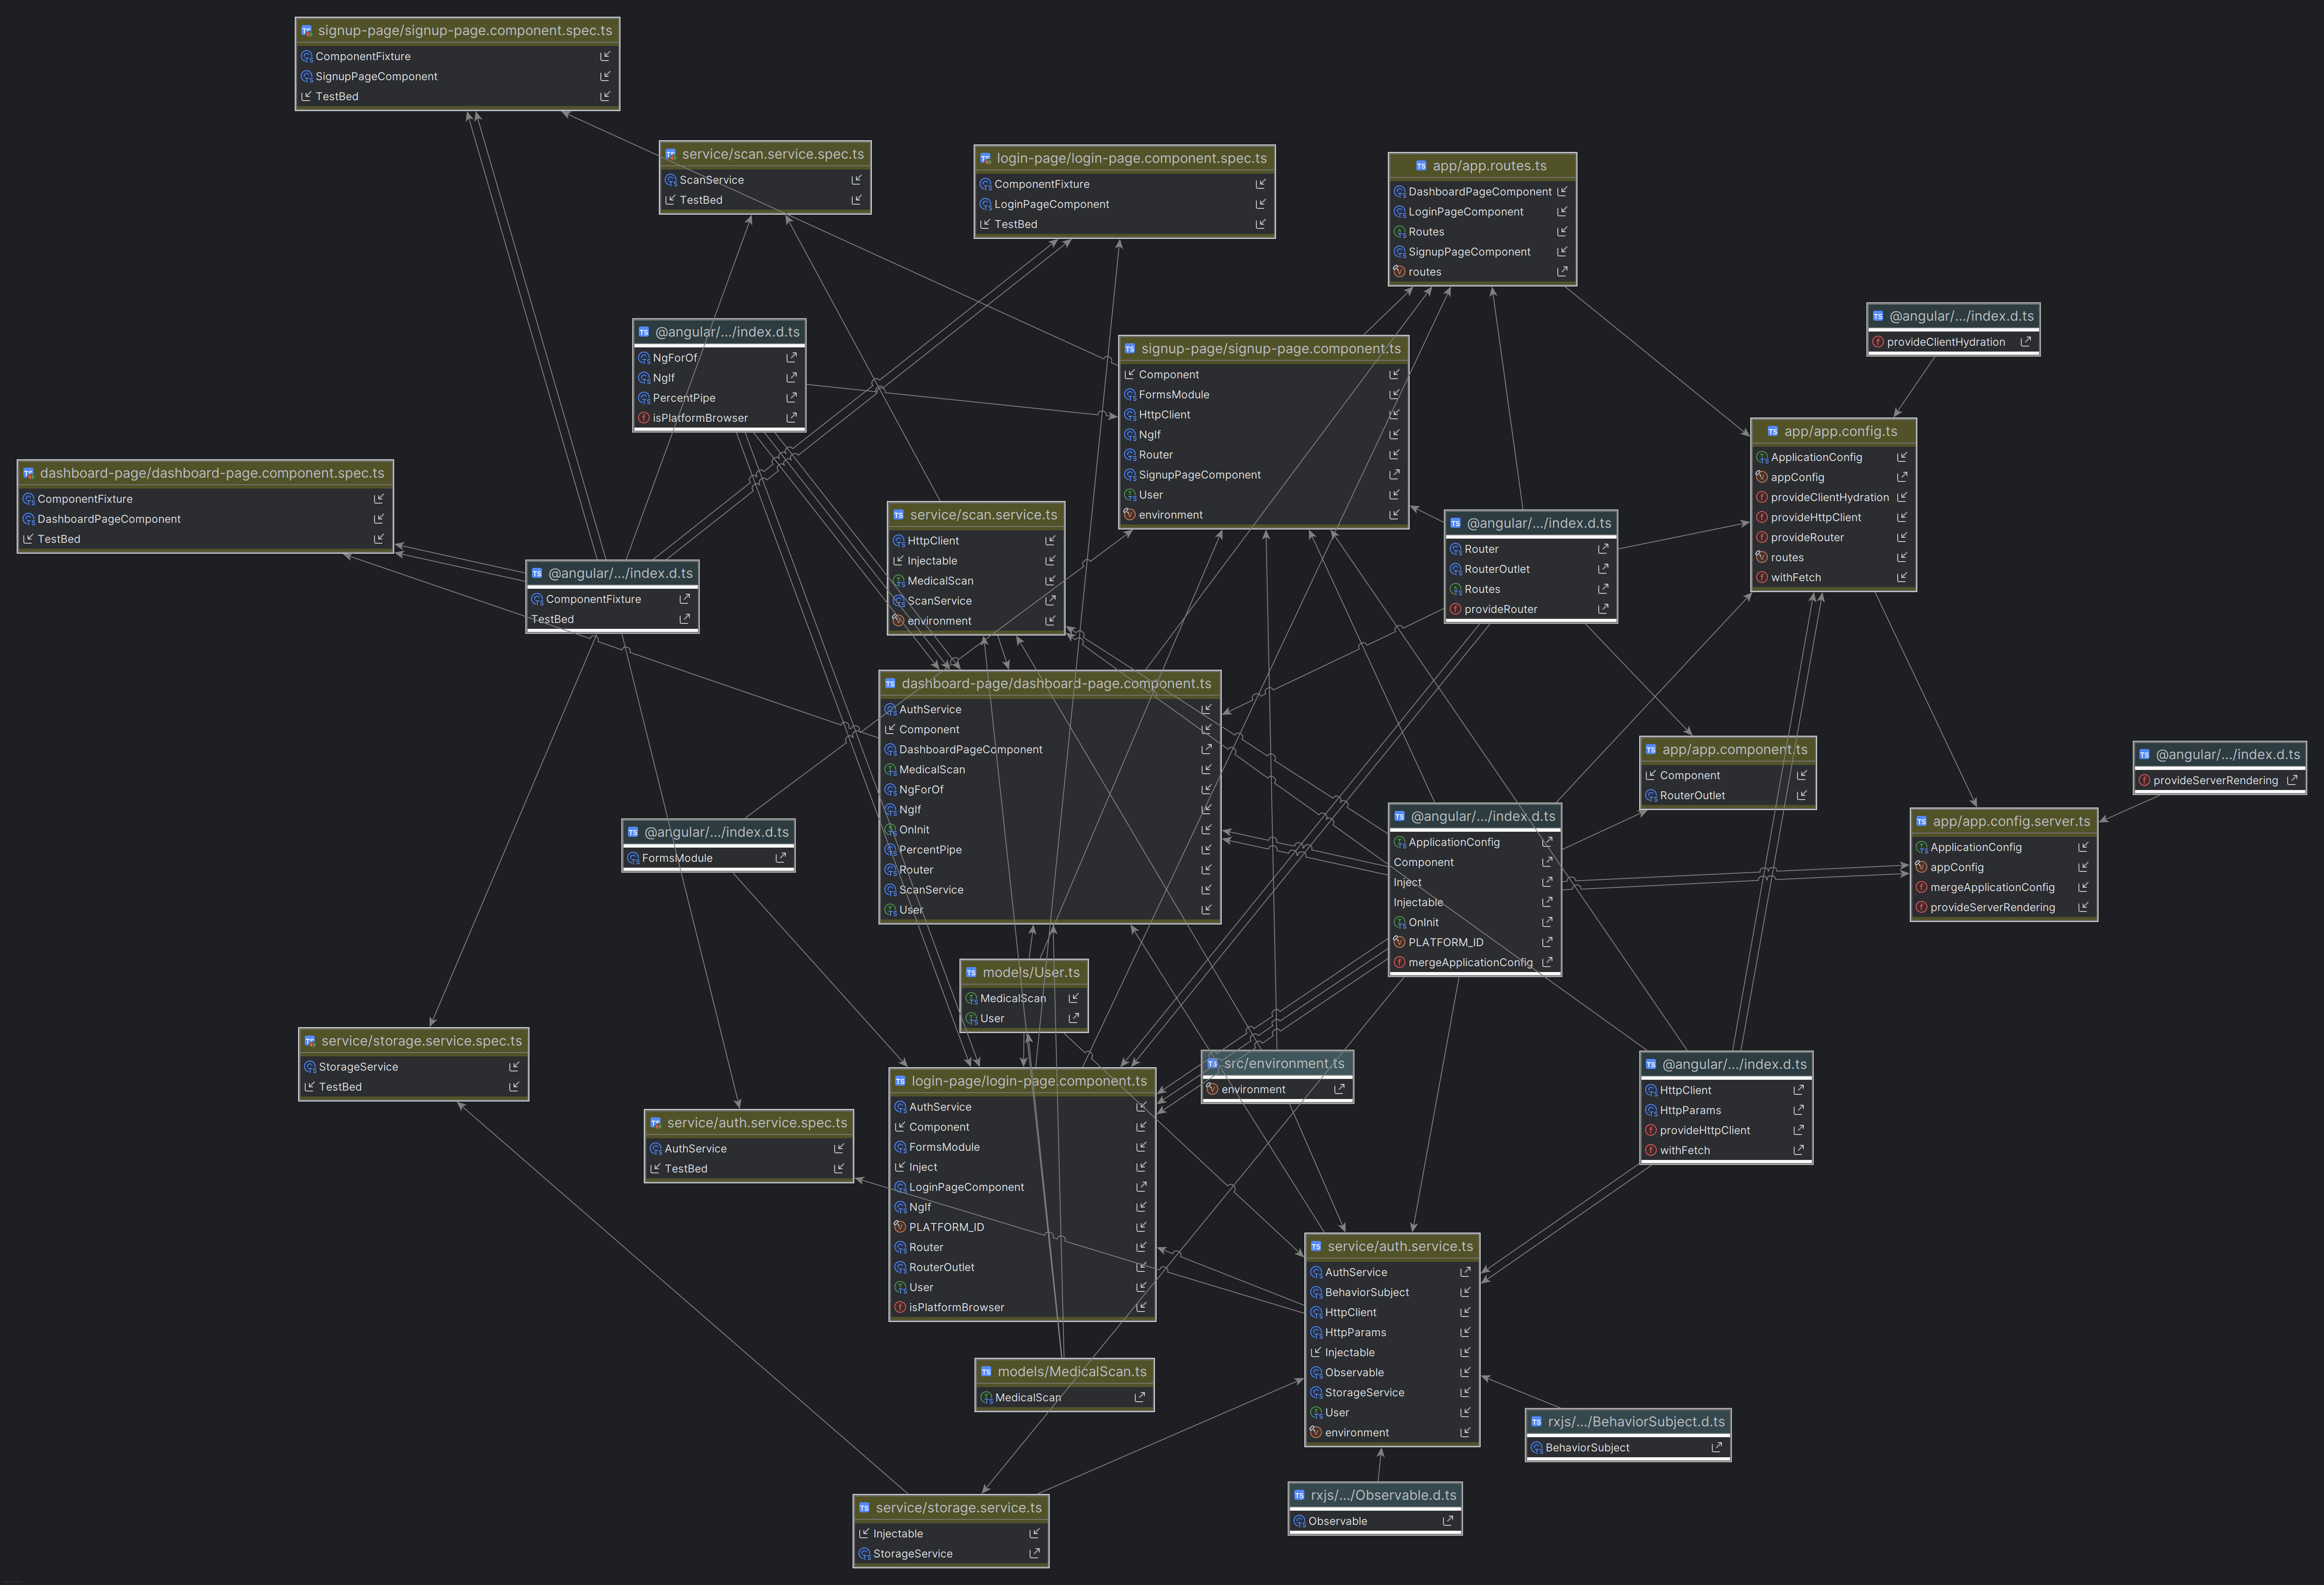 signup-page/signup-page.component.spec.ts
ComponentFixture
SignupPageComponent
TestBed
service/scan.service.spec.ts
ScanService
TestBed
login-page/login-page.component.spec.ts
ComponentFixture
LoginPageComponent
TestBed
app/app.routes.ts
DashboardPageComponent
LoginPageComponent
Routes
SignupPageComponent
routes
@angular/.../index.d.ts
provideClientHydration
@angular/.../index.d.ts
NgForOf
NgIf
PercentPipe
isPlatformBrowser
signup-page/signup-page.component.ts
Component
FormsModule
HttpClient
NgIf
Router
SignupPageComponent
User
environment
app/app.config.ts
ApplicationConfig
appConfig
provideClientHydration
provideHttpClient
provideRouter
routes
withFetch
dashboard-page/dashboard-page.component.spec.ts
ComponentFixture
DashboardPageComponent
TestBed
service/scan.service.ts
HttpClient
Injectable
MedicalScan
ScanService
environment
@angular/.../index.d.ts
Router
RouterOutlet
Routes
provideRouter
@angular/.../index.d.ts
ComponentFixture
TestBed
dashboard-page/dashboard-page.component.ts
AuthService
Component
DashboardPageComponent
MedicalScan
NgForOf
NgIf
OnInit
PercentPipe
Router
ScanService
User
app/app.component.ts
Component
RouterOutlet
@angular/.../index.d.ts
provideServerRendering
@angular/.../index.d.ts
FormsModule
@angular/.../index.d.ts
ApplicationConfig
Component
Inject
Injectable
OnInit
PLATFORM_ID
mergeApplicationConfig
app/app.config.server.ts
ApplicationConfig
appConfig
mergeApplicationConfig
provideServerRendering
models/User.ts
MedicalScan
User
service/storage.service.spec.ts
StorageService
TestBed
src/environment.ts
environment
@angular/.../index.d.ts
HttpClient
HttpParams
provideHttpClient
withFetch
login-page/login-page.component.ts
AuthService
Component
FormsModule
Inject
LoginPageComponent
NgIf
PLATFORM_ID
Router
RouterOutlet
User
isPlatformBrowser
service/auth.service.spec.ts
AuthService
TestBed
service/auth.service.ts
AuthService
BehaviorSubject
HttpClient
HttpParams
Injectable
Observable
StorageService
User
environment
models/MedicalScan.ts
MedicalScan
rxjs/.../BehaviorSubject.d.ts
BehaviorSubject
rxjs/.../Observable.d.ts
Observable
service/storage.service.ts
Injectable
StorageService